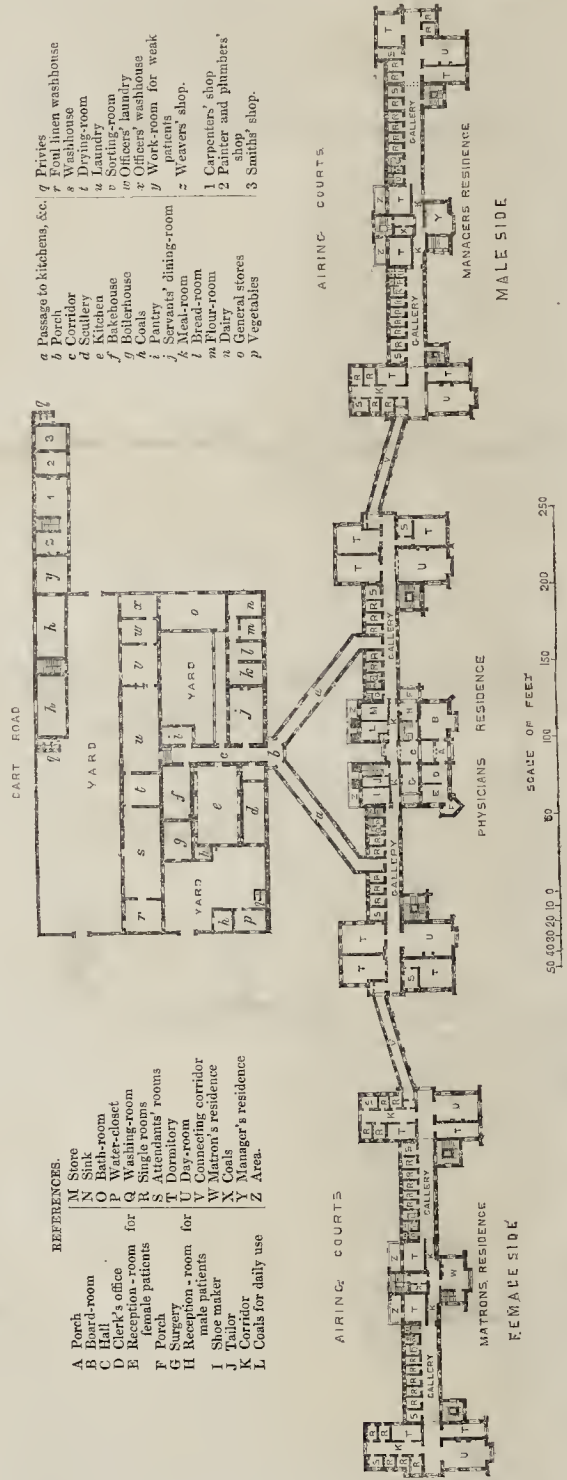 REFERENCES.
A Porch
B Board-room
C Hall
D Clerk's office
E Reception-room for
female patients
F Porch
G Surgery
H Reception-room for
male patients
I Shoe maker
J Tailor
K Corridor
L Coals for daily use
M Store
N Sink
O Bath-room
P Water-closet
Q Washing-room
R Single rooms
S Attendants' rooms
T Dormitory
U Day-room
V Connecting corridor
W Matron's residence
X Coals
Y Manager's residence
Z Area.
a Passage to kitchens, &c.
b Porch
c Corridor
d Scullery
e Kitchen
f Bakehouse
g Boilerhouse
h Coals
i Pantry
j Servants' dining-room
k Meal-room
l Bread-room
m Flour-room
n Dairy
o General stores
p Vegetables
q Privies
r Foul linen washhouse
s Washhouse
t Drying-room
u Laundry
v Sorting-room
w Officers' laundry
x Officers' washhouse
y Work-room for weak
patients
z Weavers' shop.
1 Carpenters' shop
2 Painter and plumbers'
shop
3 Smiths' shop.
CART ROAD
q h h y z 1 2 3 q
YARD
r s t u v w x
YARD
g f i
YARD
o
h e c
h p q d j k l m n
b
a c
AIRING COURTS
AIRING COURTS
GALLERY
GALLERY
GALLERY
GALLERY
GALLERY
GALLERY
MATRONS RESIDENCE
FEMALE SIDE
PHYSICIANS RESIDENCE
MANAGERS RESIDENCE
MALE SIDE
50 40 30 20 10 0 50 100 150 200 250
SCALE OF FEET